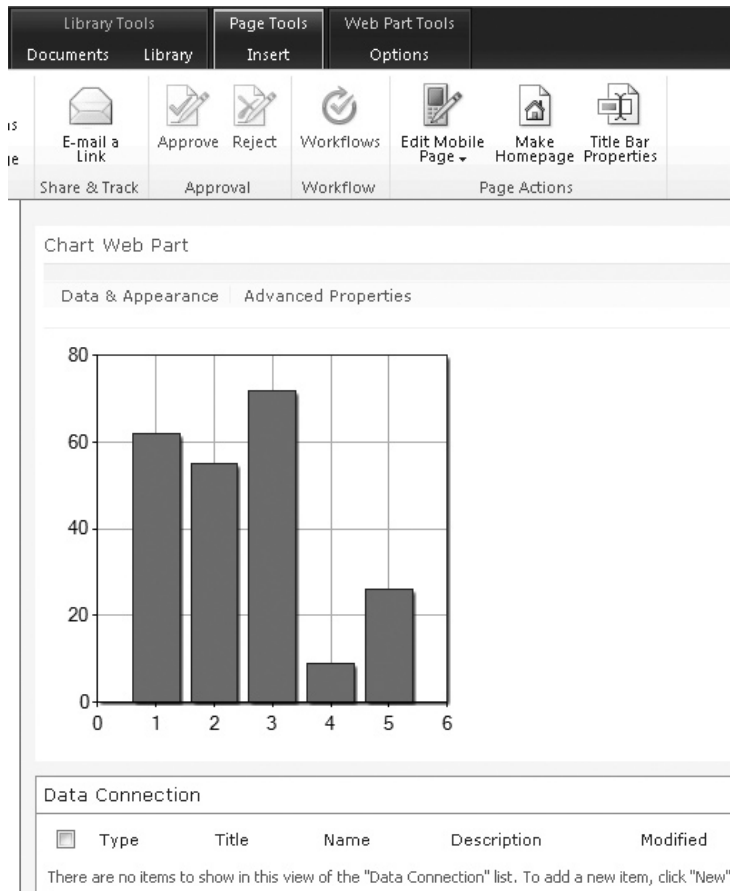 Library Tools Page Tools Web Part Tools
Documents Library Insert Options
E-mail a Link
Approve
Reject
Workflows
Edit Mobile Page
Make Homepage
Title Bar Properties
Share & Track Approval Workflow Page Actions
Chart Web Part
Data & Appearance Advanced Properties
80
60
40
20
0
0 1 2 3 4 5 6
Data Connection
Type Title Name Description Modified
There are no items to show in this view of the "Data Connection" list. To add a new item, click "New"